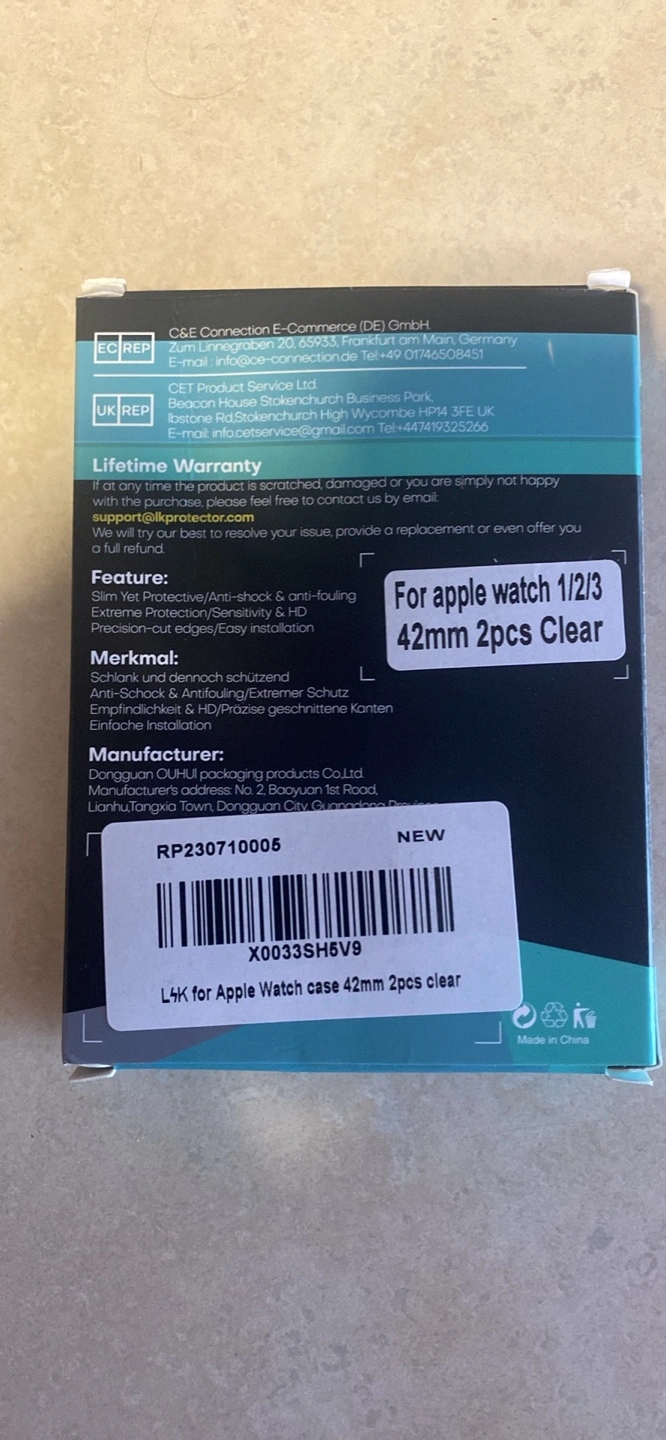 C&E Connection E-Commerce (DE) GmbH.
EC REP
Zum Linnegraben 20, 65933, Frankfurt am Main, Germany
E-mail : info@ce-connection.de Tel:+49 01746508451
CET Product Service Ltd
UK REP
Beacon House Stokenchurch Business Park,
Ibstone Rd,Stokenchurch High Wycombe HP14 3FE UK
E-mail: info.cetservice@gmail.com Tel:+447419325266
Lifetime Warranty
If at any time the product is scratched, damaged or you are simply not happy
with the purchase, please feel free to contact us by email:
support@lkprotector.com
We will try our best to resolve your issue, provide a replacement or even offer you
a full refund.
Feature:
Slim Yet Protective/Anti-shock & anti-fouling
Extreme Protection/Sensitivity & HD
Precision-cut edges/Easy installation
For apple watch 1/2/3
42mm 2pcs Clear
Merkmal:
Schlank und dennoch schützend
Anti-Schock & Antifouling/Extremer Schutz
Empfindlichkeit & HD/Präzise geschnittene Kanten
Einfache Installation
Manufacturer:
Dongguan OUHUI packaging products Co.,Ltd.
Manufacturer's address: No. 2, Baoyuan 1st Road,
Lianhu,Tangxia Town, Dongguan City, Guangdong Province
RP230710005 NEW
X0033SH5V9
LK for Apple Watch case 42mm 2pcs clear
Made in China